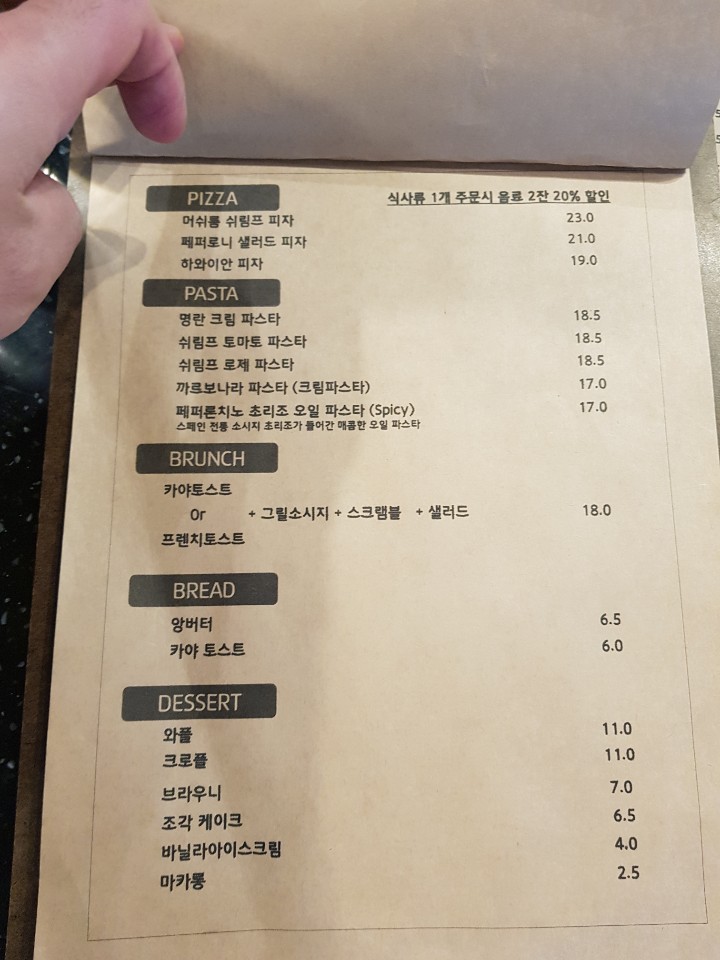 PIZZA 식사류 1개 주문시 음료 2잔 20% 할인
머쉬룸 쉬림프 피자 23.0
페퍼로니 샐러드 피자 21.0
하와이안 피자 19.0
PASTA
명란 크림 파스타 18.5
쉬림프 토마토 파스타 18.5
쉬림프 로제 파스타 18.5
까르보나라 파스타 (크림파스타) 17.0
페퍼론치노 초리조 오일 파스타 (Spicy) 17.0
스페인 전통 소시지 초리조가 들어간 매콤한 오일 파스타
BRUNCH
카야토스트
Or + 그릴소시지 + 스크램블 + 샐러드 18.0
프렌치토스트
BREAD
앙버터 6.5
카야 토스트 6.0
DESSERT
와플 11.0
크로플 11.0
브라우니 7.0
조각 케이크 6.5
바닐라아이스크림 4.0
마카롱 2.5